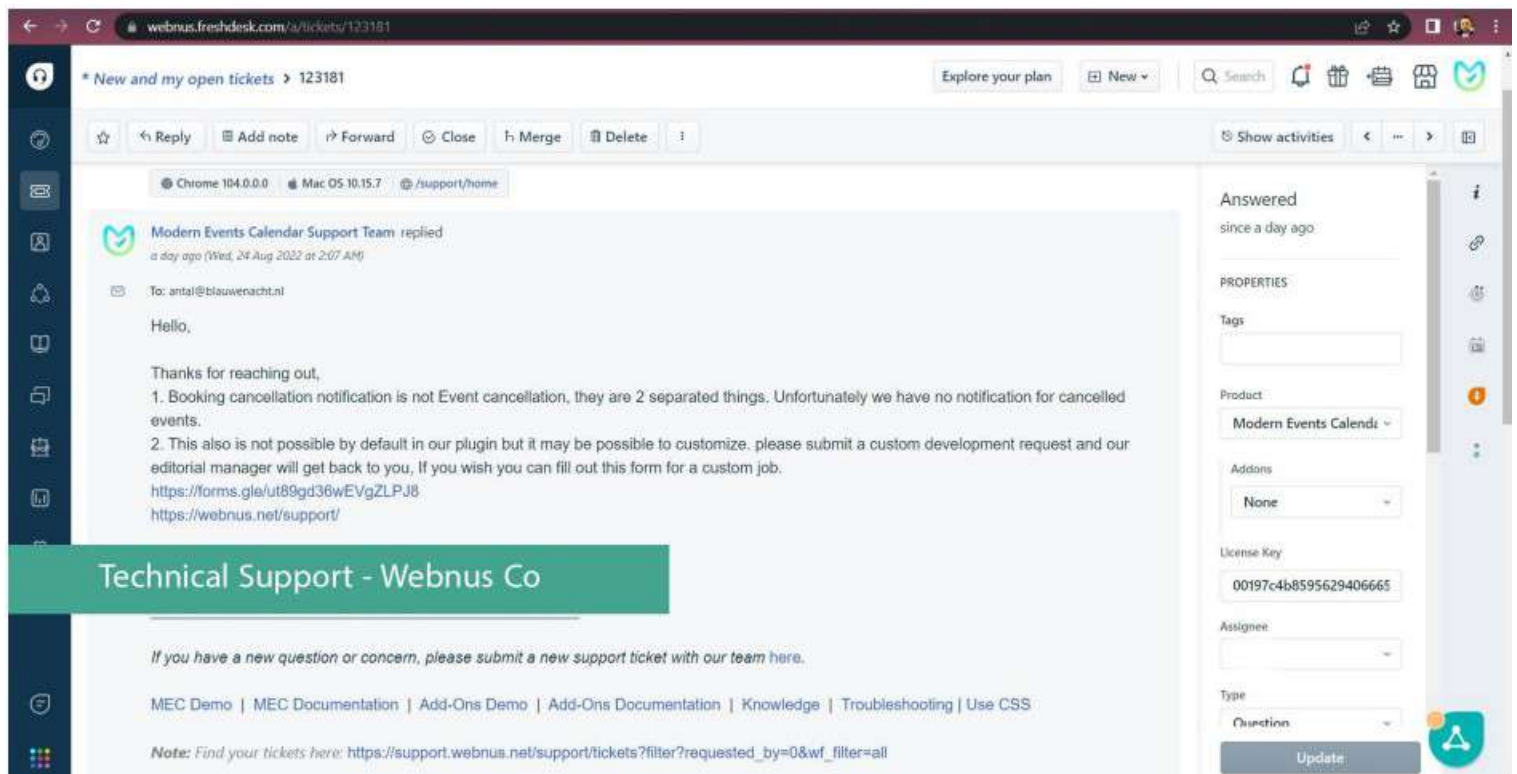 webnus.freshdesk.com/a/tickets/123181
* New and my open tickets > 123181
Explore your plan
New
Search
Reply
Add note
Forward
Close
Merge
Delete
Show activities
Chrome 104.0.0.0
Mac OS 10.15.7
/support/home
Modern Events Calendar Support Team replied
a day ago (Wed, 24 Aug 2022 at 2:07 AM)
To: antal@blauwenacht.nl
Hello,
Thanks for reaching out,
1. Booking cancellation notification is not Event cancellation, they are 2 separated things. Unfortunately we have no notification for cancelled
events.
2. This also is not possible by default in our plugin but it may be possible to customize. please submit a custom development request and our
editorial manager will get back to you, If you wish you can fill out this form for a custom job.
https://forms.gle/ut89gd36wEVgZLPJ8
https://webnus.net/support/
Technical Support - Webnus Co
If you have a new question or concern, please submit a new support ticket with our team here.
MEC Demo | MEC Documentation | Add-Ons Demo | Add-Ons Documentation | Knowledge | Troubleshooting | Use CSS
Note: Find your tickets here: https://support.webnus.net/support/tickets?filter?requested_by=0&wf_filter=all
Answered
since a day ago
PROPERTIES
Tags
Product
Modern Events Calenda
Addons
None
License Key
00197c4b8595629406665
Assignee
Type
Question
Update